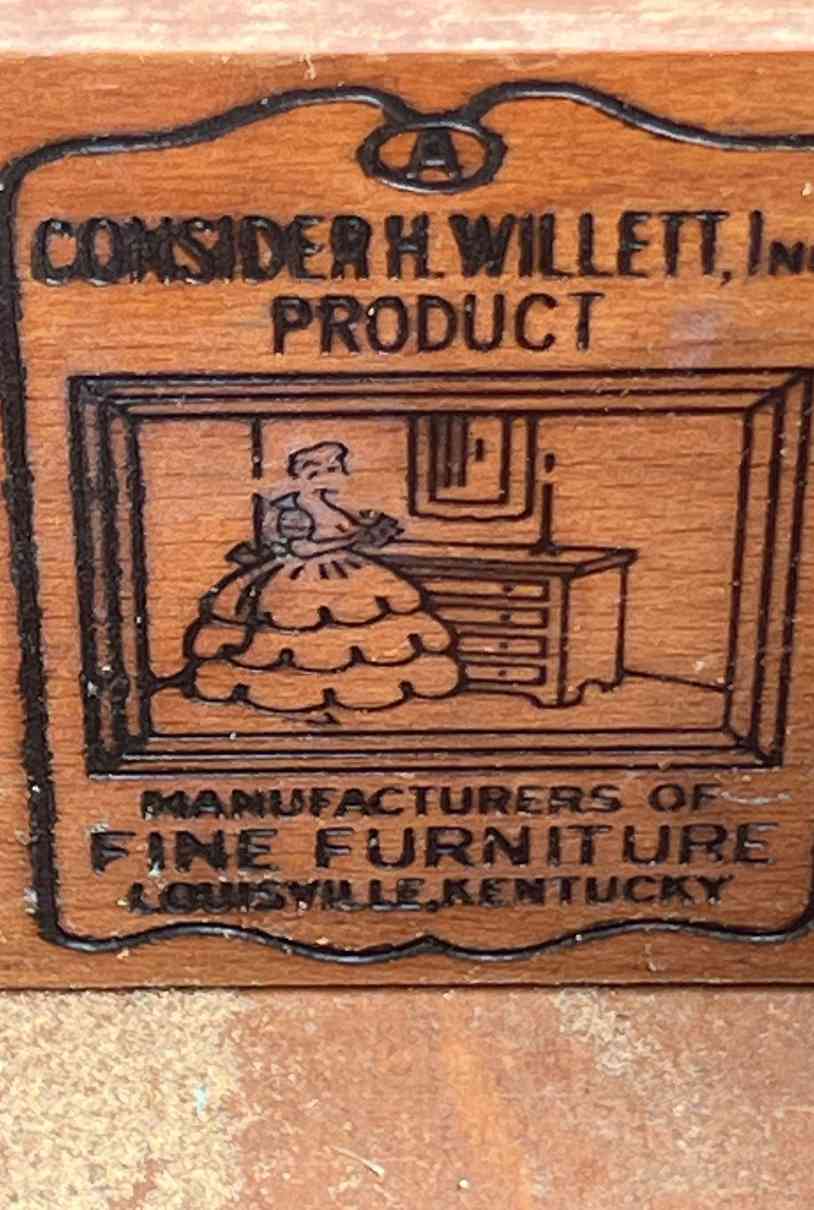 A
CONSIDER H. WILLETT, INC
PRODUCT
MANUFACTURERS OF
FINE FURNITURE
LOUISVILLE, KENTUCKY